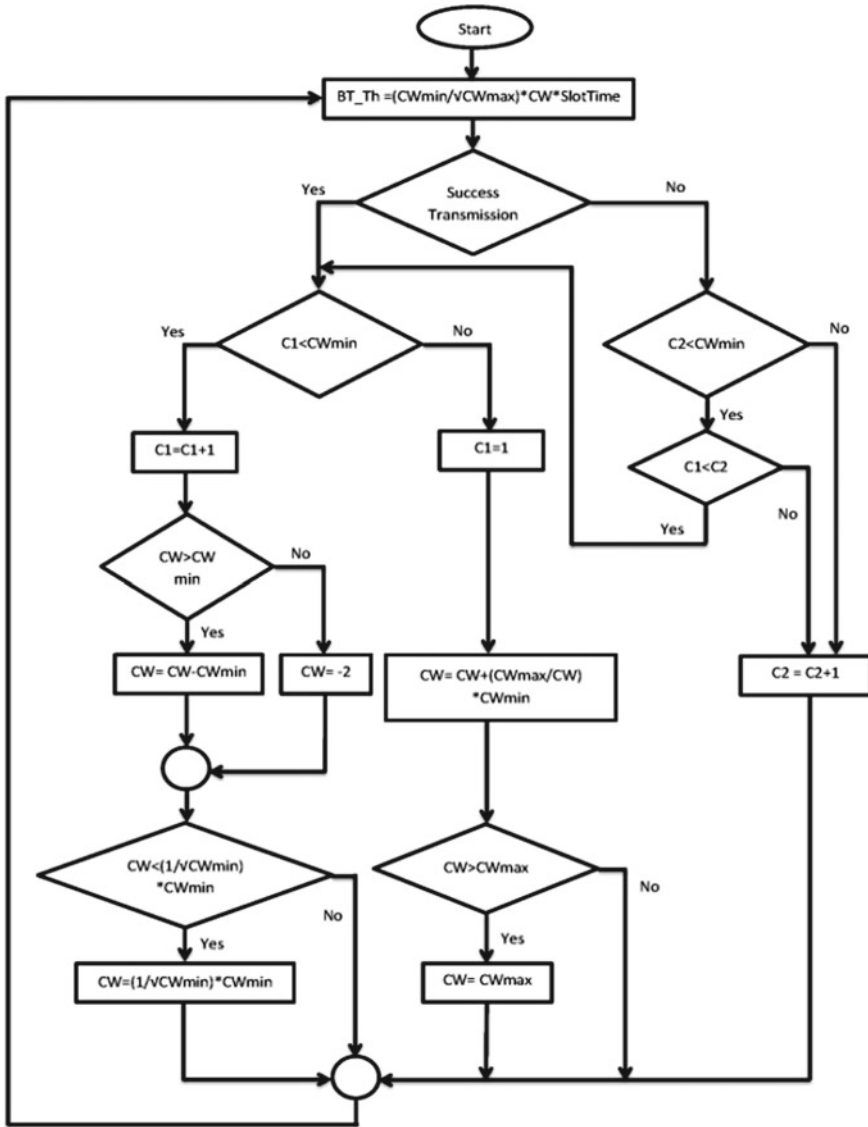 Start
BT_Th =(CWmin/√CWmax)*CW*SlotTime
Success
Transmission
Yes
No
C1<CWmin
Yes
No
C2<CWmin
No
Yes
C1=C1+1
C1=1
C1<C2
No
Yes
CW>CW
min
No
Yes
CW= CW-CWmin
CW= -2
CW= CW+(CWmax/CW)
*CWmin
C2 = C2+1
CW<(1/√CWmin)
*CWmin
No
Yes
CW>CWmax
No
Yes
CW=(1/√CWmin)*CWmin
CW= CWmax